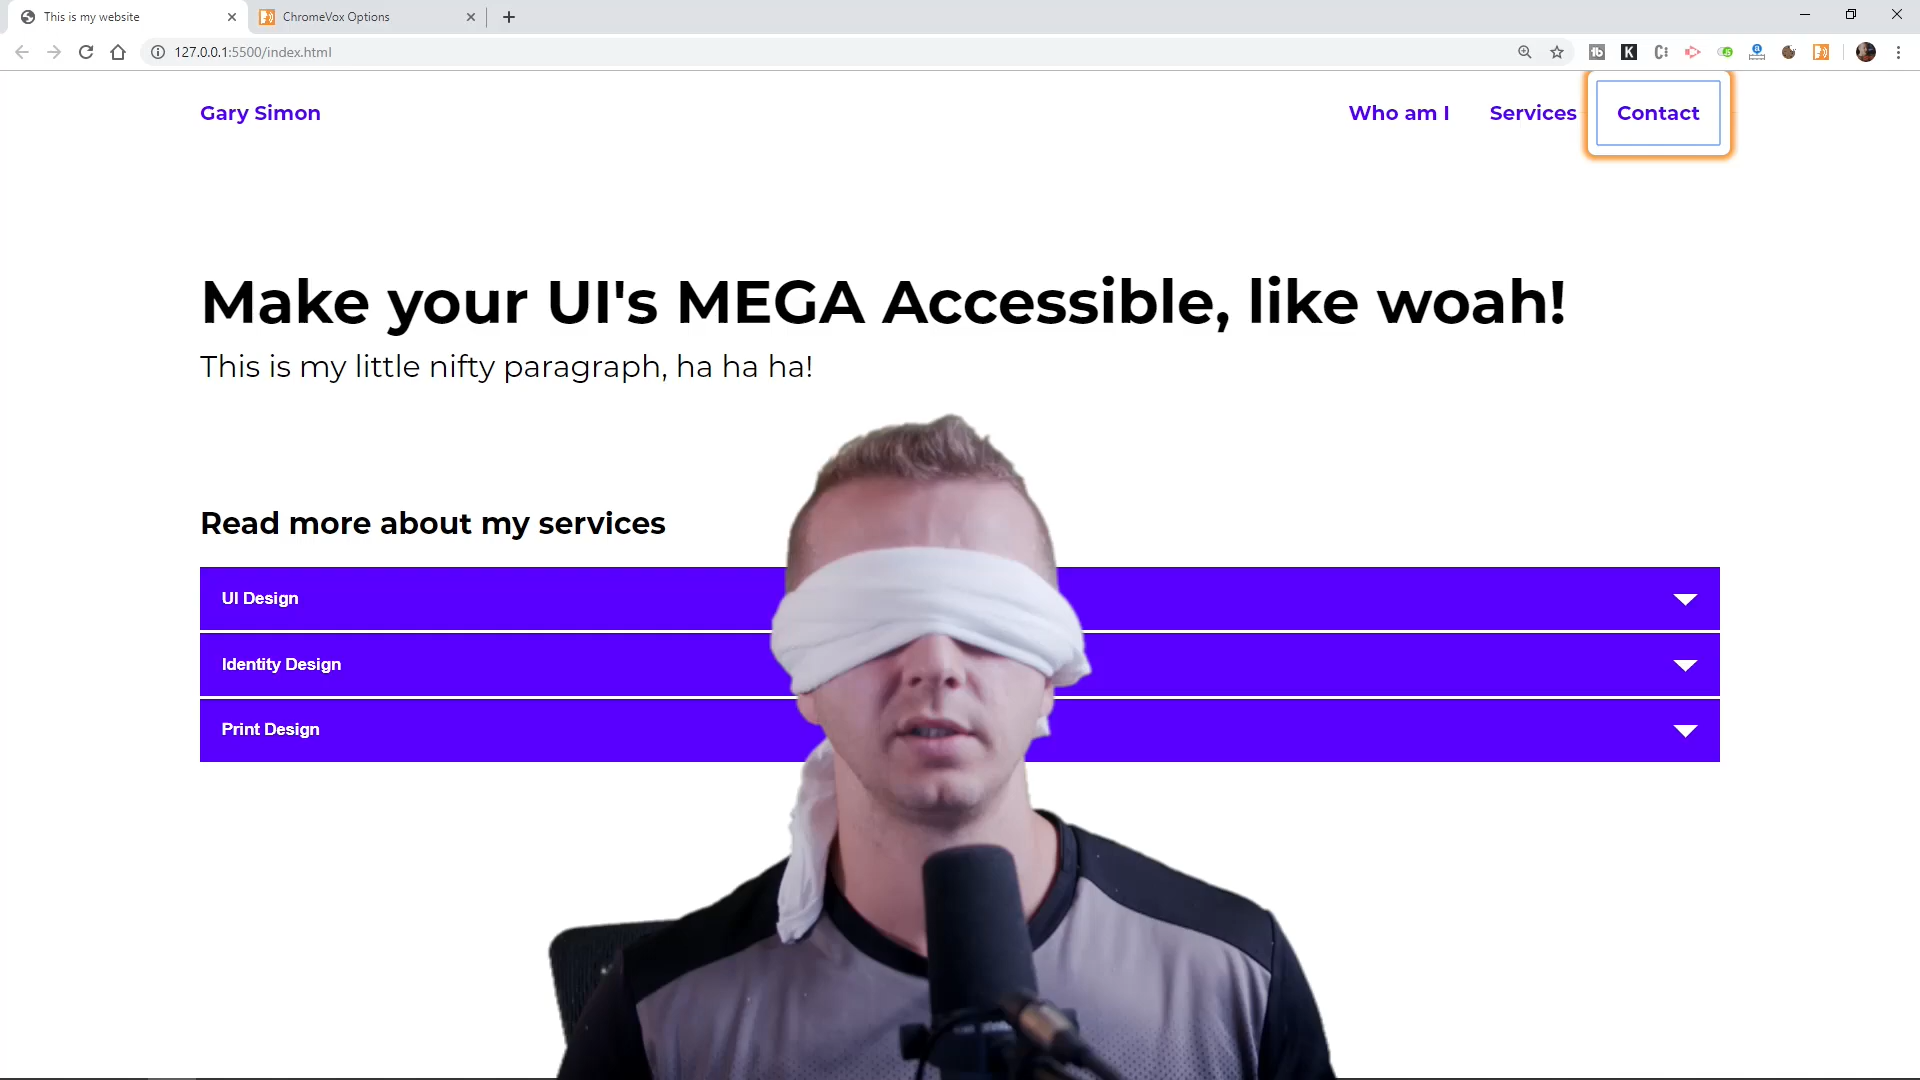 This is my website
ChromeVox Options
127.0.0.1:5500/index.html
Gary Simon
Who am I
Services
Contact
Make your UI's MEGA Accessible, like woah!
This is my little nifty paragraph, ha ha ha!
Read more about my services
UI Design
Identity Design
Print Design